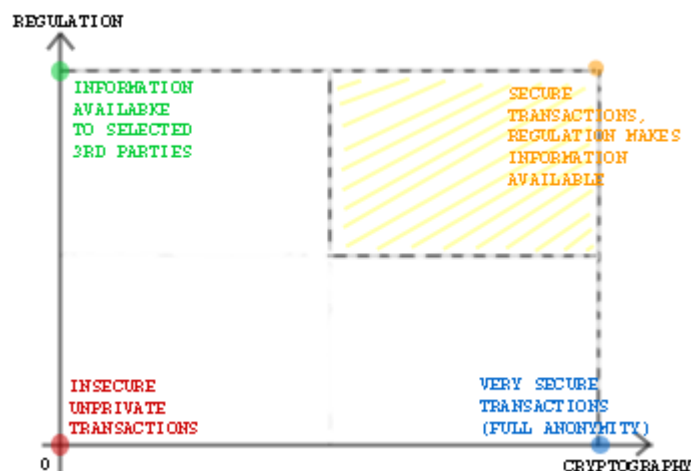 REGULATION
INFORMATION
AVAILABKE
TO SELECTED
3RD PARTIES
SECURE
TRANSACTIONS,
REGULATION MAKES
INFORMATION
AVAILABLE
INSECURE
UNPRIVATE
TRANSACTIONS
VERY SECURE
TRANSACTIONS
(FULL ANONYMITY)
0
CRYPTOGRAPHY